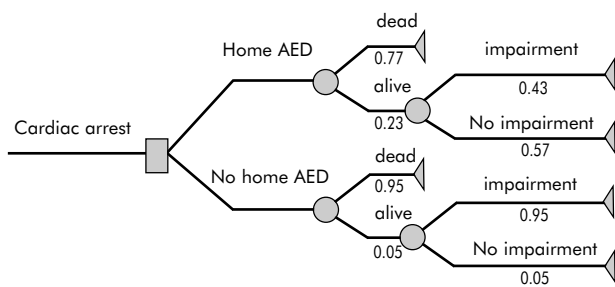 dead
Home AED
impairment
0.77
alive
0.43
0.23
No impairment
Cardiac arrest
0.57
dead
No home AED
impairment
0.95
alive
0.95
0.05
No impairment
0.05